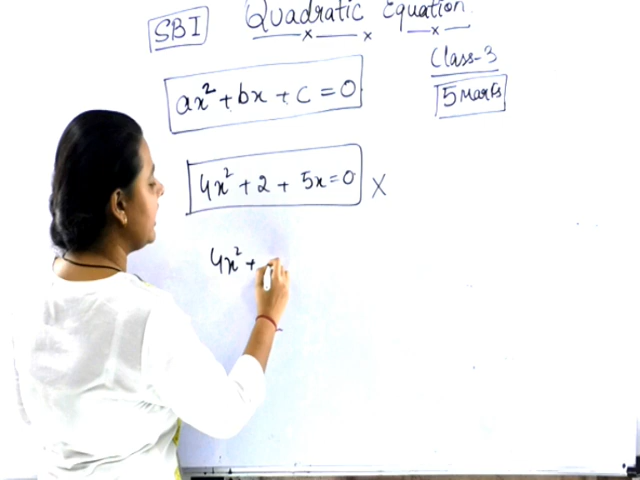 SBI Quadratic Equation
Class-3
5 Marks
ax² + bx + c = 0
4x² + 2 + 5x = 0 X
4x² +